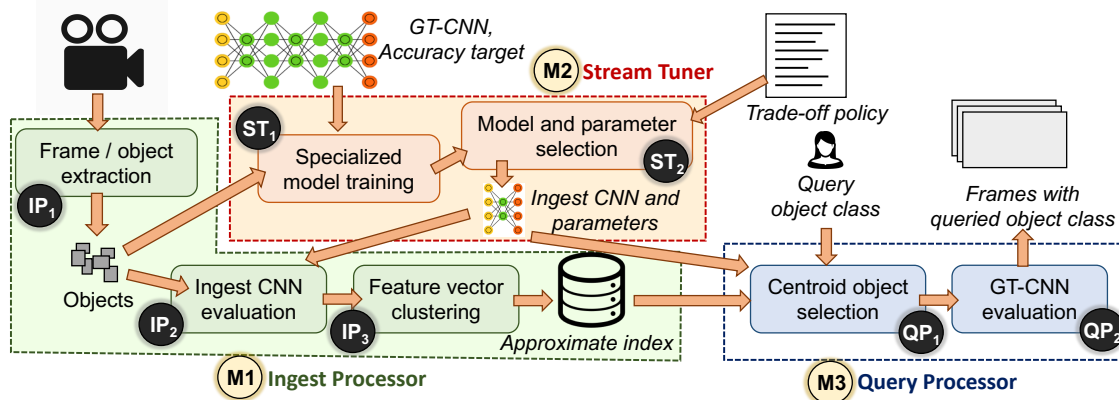 GT-CNN,
Accuracy target
M2 Stream Tuner
Trade-off policy
ST1
Specialized
model training
Model and parameter
selection
ST2
Frame / object
extraction
IP1
Ingest CNN and
parameters
Query
object class
Frames with
queried object class
Objects
Ingest CNN
evaluation
IP2
Feature vector
clustering
IP3
Approximate index
Centroid object
selection
QP1
GT-CNN
evaluation
QP2
M1 Ingest Processor
M3 Query Processor